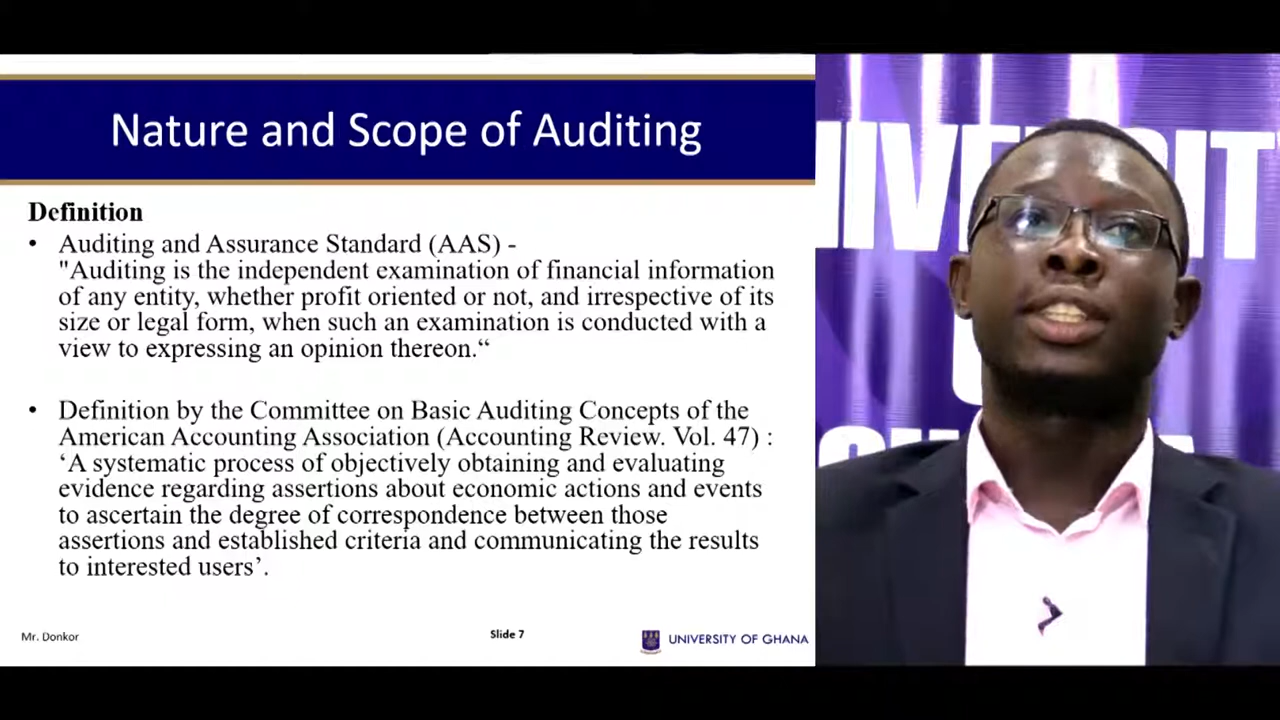 Nature and Scope of Auditing
Definition
• Auditing and Assurance Standard (AAS) -
"Auditing is the independent examination of financial information
of any entity, whether profit oriented or not, and irrespective of its
size or legal form, when such an examination is conducted with a
view to expressing an opinion thereon.“
• Definition by the Committee on Basic Auditing Concepts of the
American Accounting Association (Accounting Review. Vol. 47) :
‘A systematic process of objectively obtaining and evaluating
evidence regarding assertions about economic actions and events
to ascertain the degree of correspondence between those
assertions and established criteria and communicating the results
to interested users’.
Mr. Donkor
Slide 7
UNIVERSITY OF GHANA